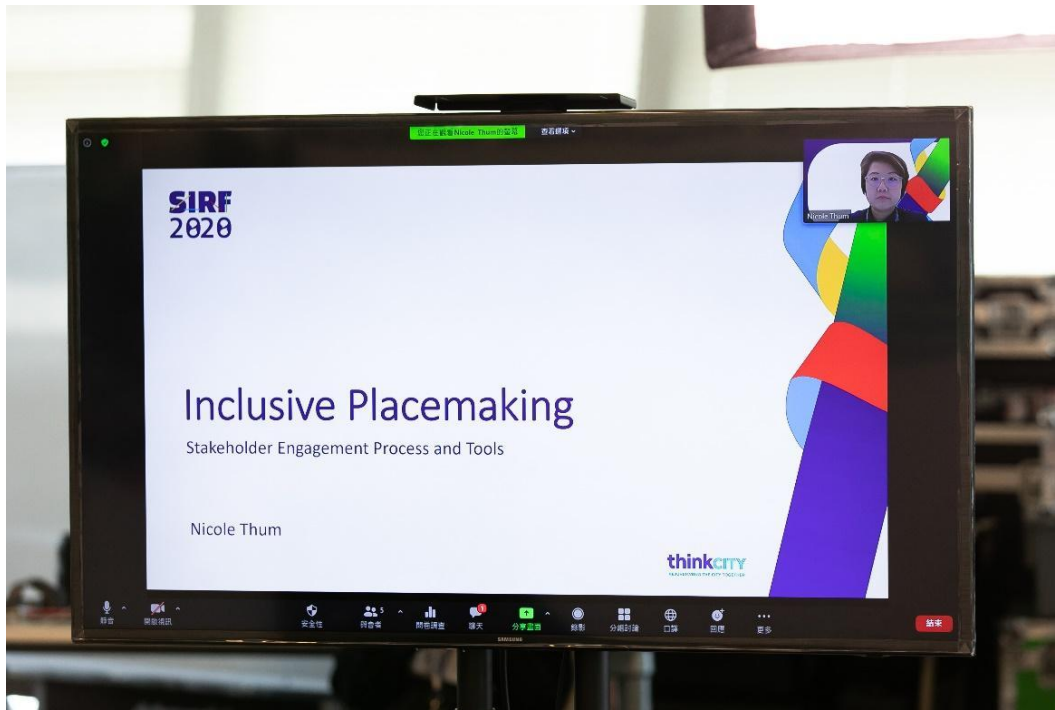 您正在觀看Nicole Thum的螢幕
查看選項
SIRF
2020
Nicole Thum
Inclusive Placemaking
Stakeholder Engagement Process and Tools
Nicole Thum
thinkcity
靜音
開啟視訊
安全性
與會者
5
問卷調查
聊天
1
分享螢幕
錄影
分組討論
口譯
回應
更多
結束
SAMSUNG